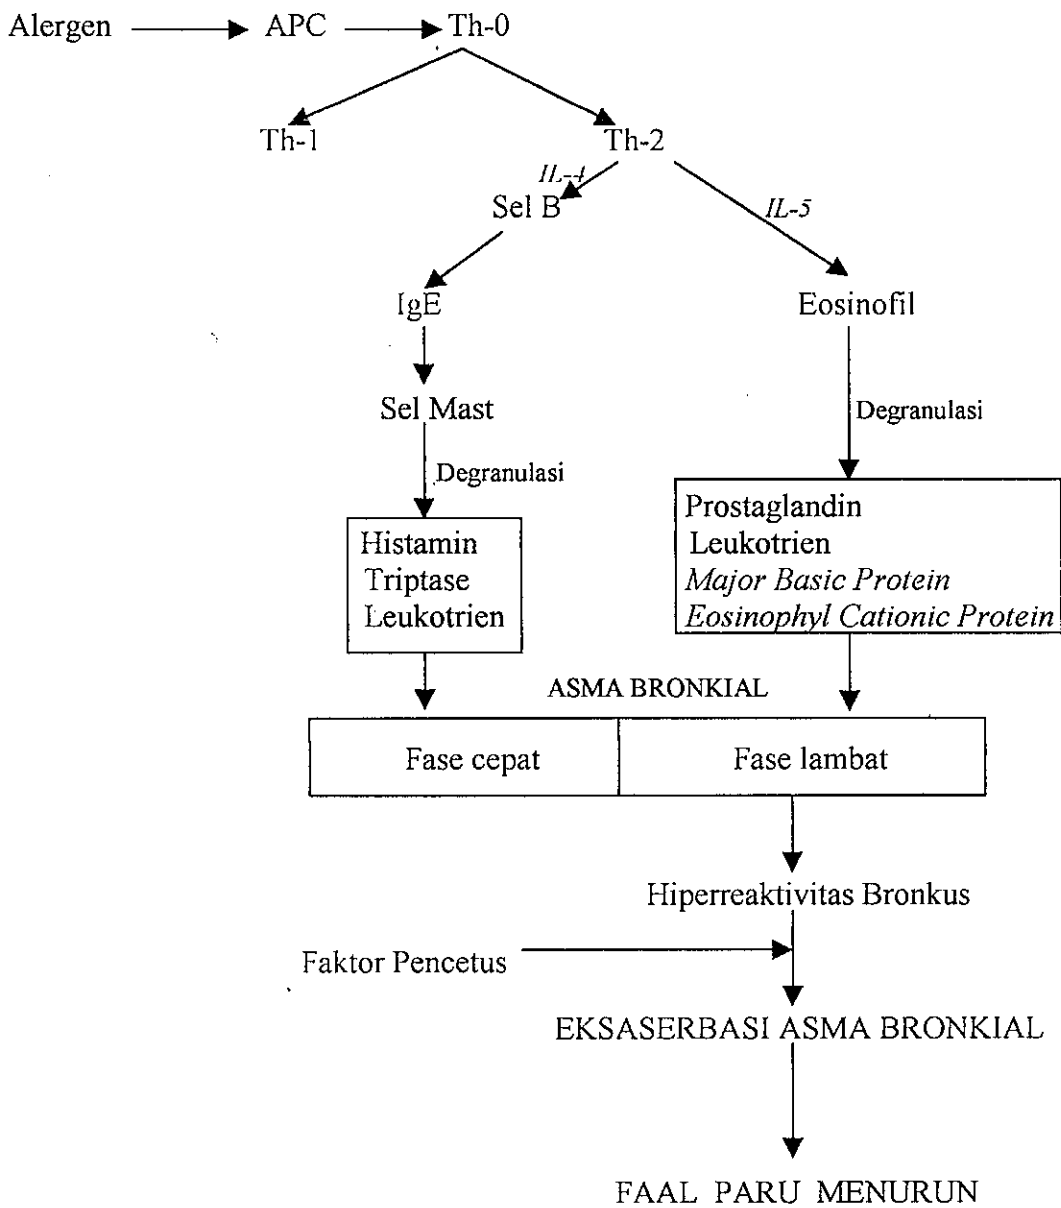 Alergen APC Th-0
Th-1 Th-2
IL-4
IL-5
Sel B
IgE Eosinofil
Sel Mast Degranulasi
Degranulasi
Histamin
Triptase
Leukotrien
Prostaglandin
Leukotrien
Major Basic Protein
Eosinophyl Cationic Protein
ASMA BRONKIAL
Fase cepat Fase lambat
Hiperreaktivitas Bronkus
Faktor Pencetus
EKSASERBASI ASMA BRONKIAL
FAAL PARU MENURUN